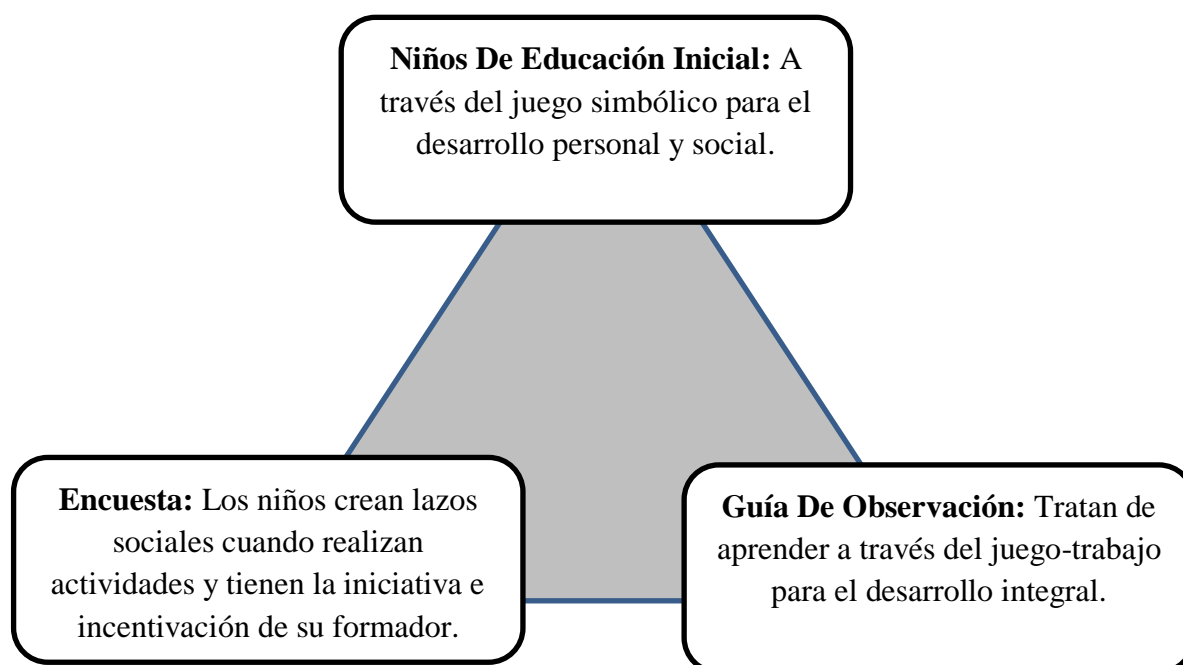 Niños De Educación Inicial: A
través del juego simbólico para el
desarrollo personal y social.
Encuesta: Los niños crean lazos
sociales cuando realizan
actividades y tienen la iniciativa e
incentivación de su formador.
Guía De Observación: Tratan de
aprender a través del juego-trabajo
para el desarrollo integral.